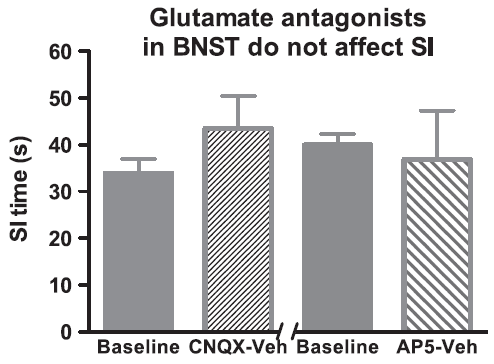 Glutamate antagonists
in BNST do not affect SI
SI time (s)
60
50
40
30
20
10
0
Baseline CNQX-Veh Baseline AP5-Veh